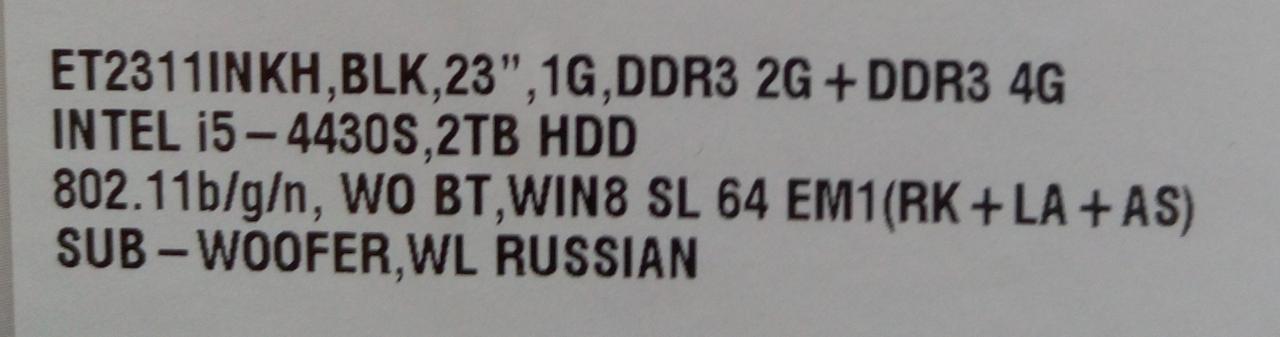 ET2311INKH,BLK,23",1G,DDR3 2G+DDR3 4G
INTEL i5-4430S,2TB HDD
802.11b/g/n, WO BT,WIN8 SL 64 EM1(RK+LA+AS)
SUB-WOOFER,WL RUSSIAN